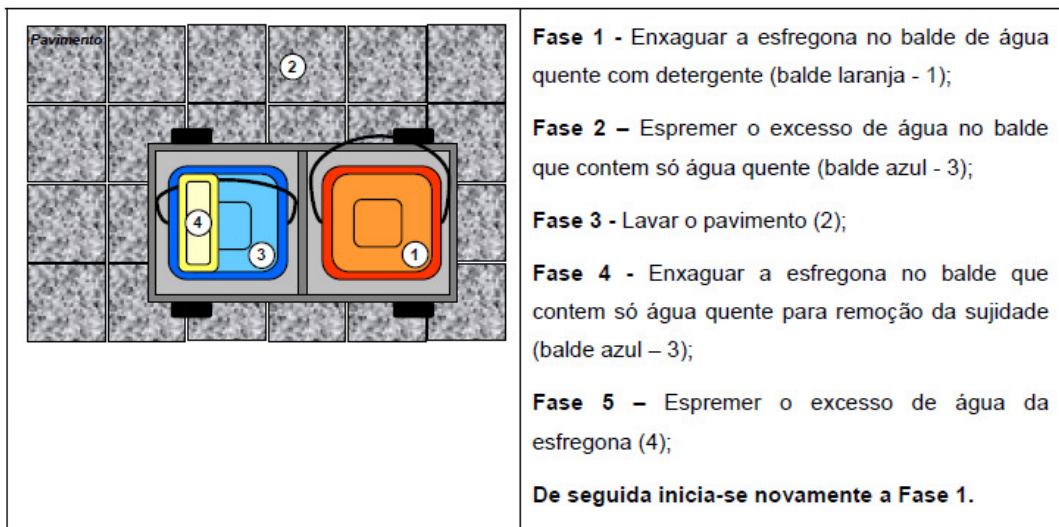 Pavimento
2
4
3
1
Fase 1 - Enxaguar a esfregona no balde de água
quente com detergente (balde laranja - 1);
Fase 2 – Espremer o excesso de água no balde
que contem só água quente (balde azul - 3);
Fase 3 - Lavar o pavimento (2);
Fase 4 - Enxaguar a esfregona no balde que
contem só água quente para remoção da sujidade
(balde azul – 3);
Fase 5 – Espremer o excesso de água da
esfregona (4);
De seguida inicia-se novamente a Fase 1.